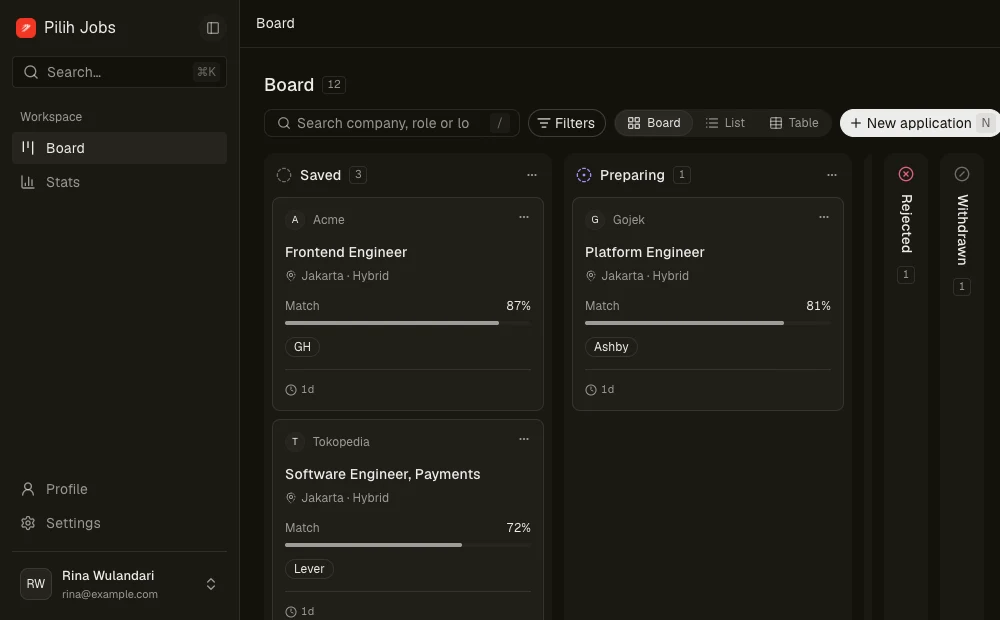 Pilih Jobs
Search... ⌘K
Workspace
Board
Stats
Profile
Settings
RW
Rina Wulandari
rina@example.com
Board
Board 12
Search company, role or lo /
Filters
Board
List
Table
+ New application N
Saved 3 ···
A Acme ···
Frontend Engineer
Jakarta · Hybrid
Match 87%
GH
1d
T Tokopedia ···
Software Engineer, Payments
Jakarta · Hybrid
Match 72%
Lever
1d
Preparing 1 ···
G Gojek ···
Platform Engineer
Jakarta · Hybrid
Match 81%
Ashby
1d
Rejected
1
Withdrawn
1